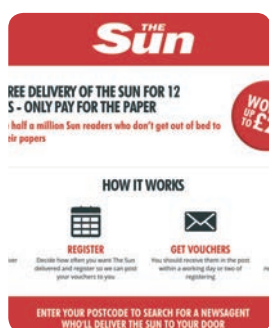 THE
Sun
REE DELIVERY OF THE SUN FOR 12
S - ONLY PAY FOR THE PAPER
half a million Sun readers who don't get out of bed to
eir papers
WO
UP
TO £
HOW IT WORKS
REGISTER
GET VOUCHERS
ver
Decide how often you want The Sun
delivered and register so we can post
your vouchers to you
You should receive them in the post
within a working day or two of
registering
ENTER YOUR POSTCODE TO SEARCH FOR A NEWSAGENT
WHO'LL DELIVER THE SUN TO YOUR DOOR